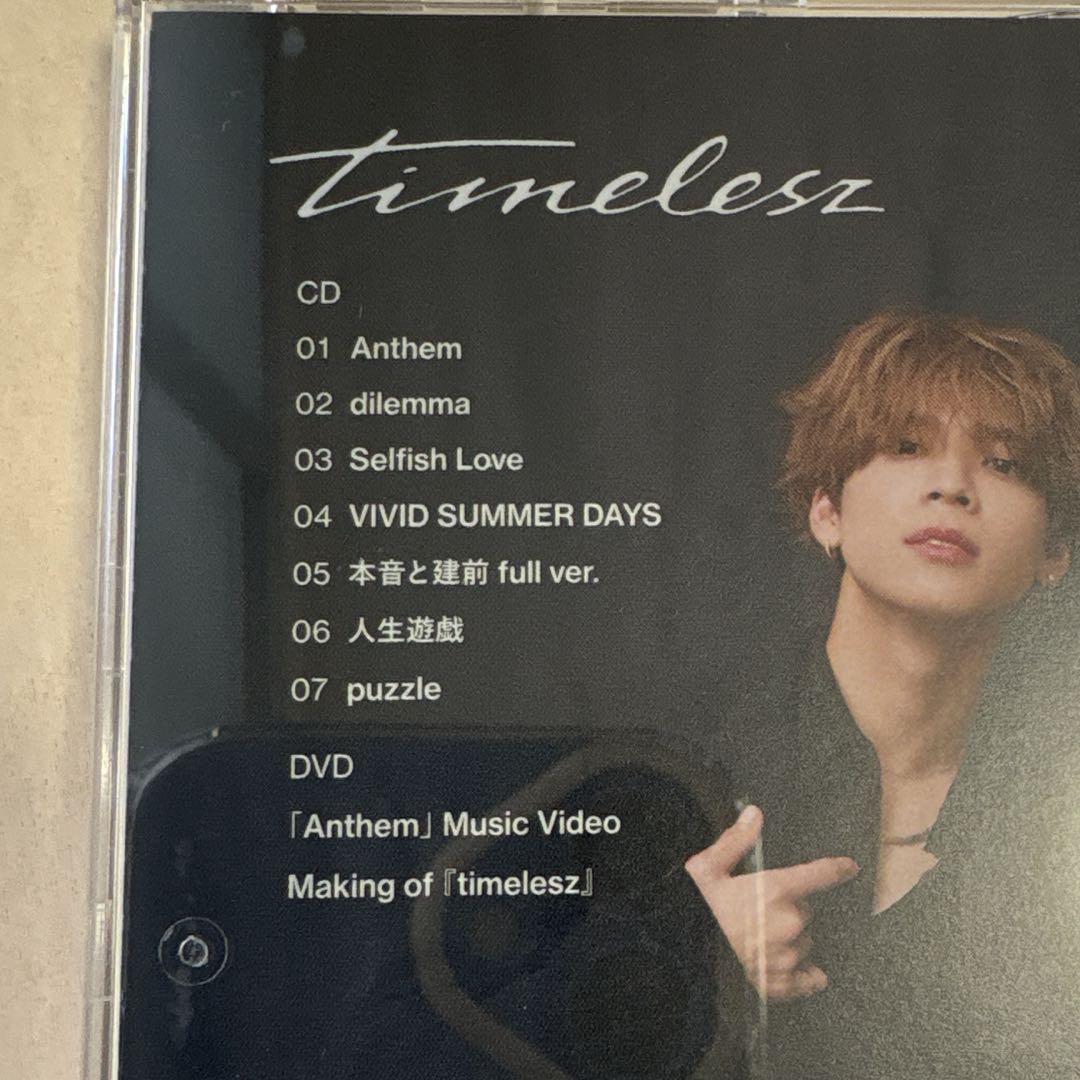 timelesz
CD
01 Anthem
02 dilemma
03 Selfish Love
04 VIVID SUMMER DAYS
05 本音と建前 full ver.
06 人生遊戯
07 puzzle
DVD
「Anthem」Music Video
Making of『timelesz』